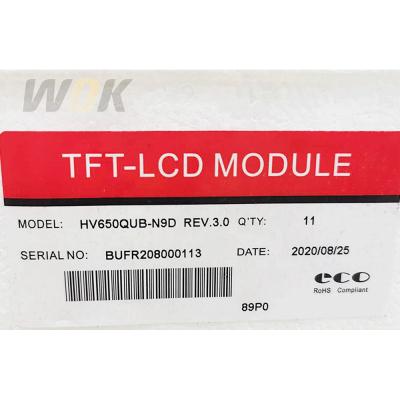 WOK
TFT-LCD MODULE
MODEL: HV650QUB-N9D REV.3.0 Q'TY: 11
SERIAL NO: BUFR208000113 DATE: 2020/08/25
eco
RoHS Compliant
89P0